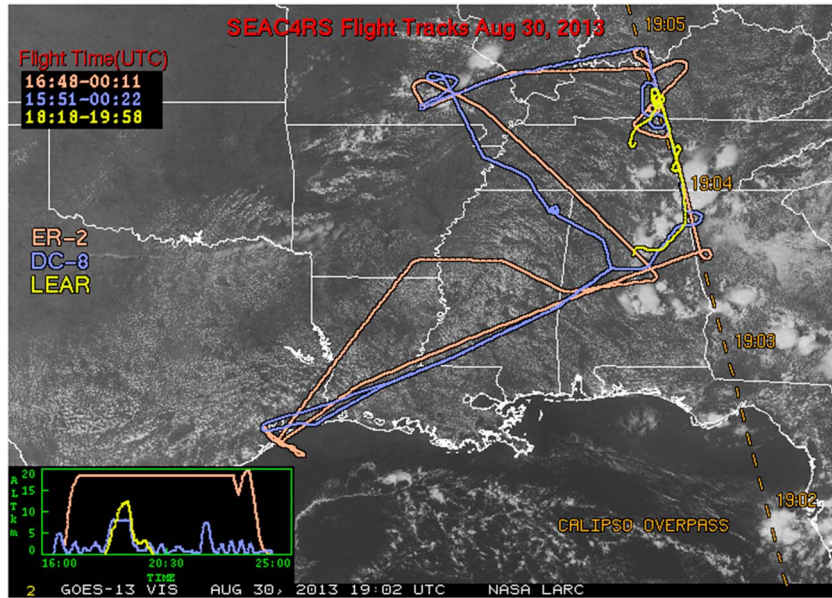 SEAC4RS Flight Tracks Aug 30, 2013
19:05
Flight Time(UTC)
16:48-00:11
15:51-00:22
18:18-19:58
19:04
ER-2
DC-8
LEAR
19:03
19:02
CALIPSO OVERPASS
ALT km
20
15
10
5
0
16:00 20:30 25:00
TIME
2 GOES-13 VIS AUG 30, 2013 19:02 UTC NASA LARC